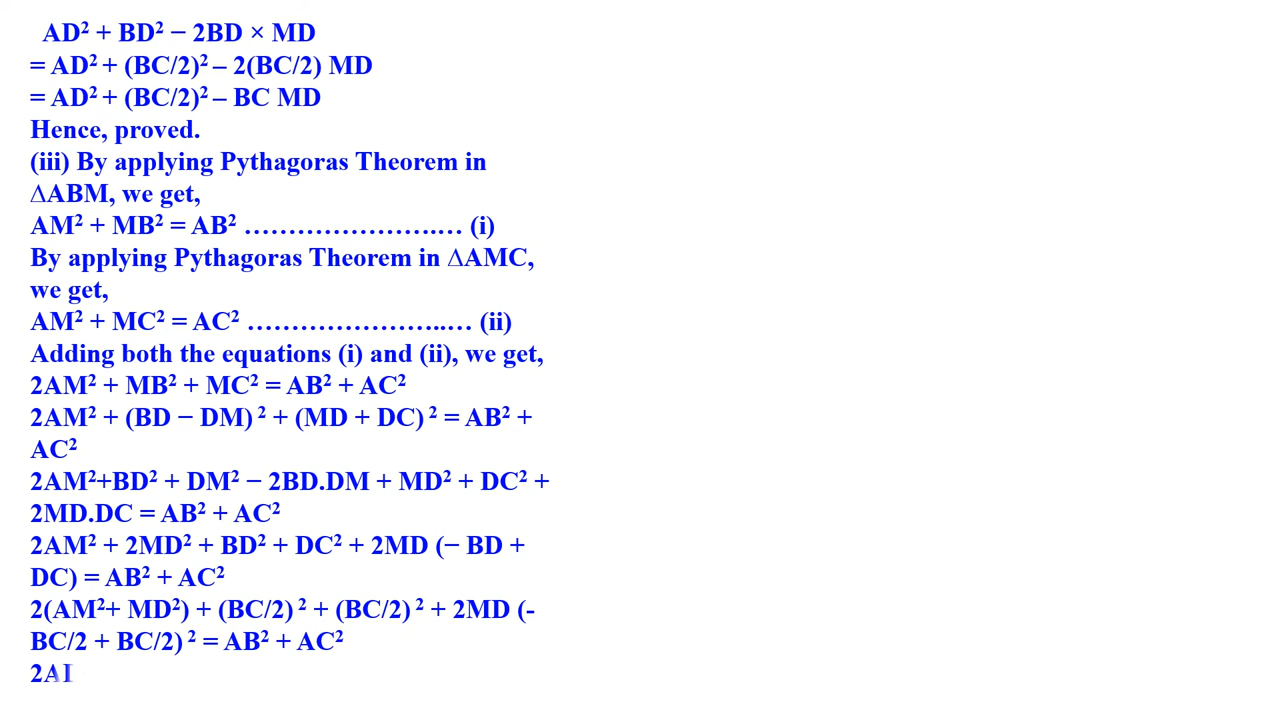 AD² + BD² − 2BD × MD
= AD² + (BC/2)² – 2(BC/2) MD
= AD² + (BC/2)² – BC MD
Hence, proved.
(iii) By applying Pythagoras Theorem in
∆ABM, we get,
AM² + MB² = AB² ………………….… (i)
By applying Pythagoras Theorem in ∆AMC,
we get,
AM² + MC² = AC² …………………..… (ii)
Adding both the equations (i) and (ii), we get,
2AM² + MB² + MC² = AB² + AC²
2AM² + (BD − DM) ² + (MD + DC) ² = AB² +
AC²
2AM²+BD² + DM² − 2BD.DM + MD² + DC² +
2MD.DC = AB² + AC²
2AM² + 2MD² + BD² + DC² + 2MD (− BD +
DC) = AB² + AC²
2(AM²+ MD²) + (BC/2) ² + (BC/2) ² + 2MD (-
BC/2 + BC/2) ² = AB² + AC²